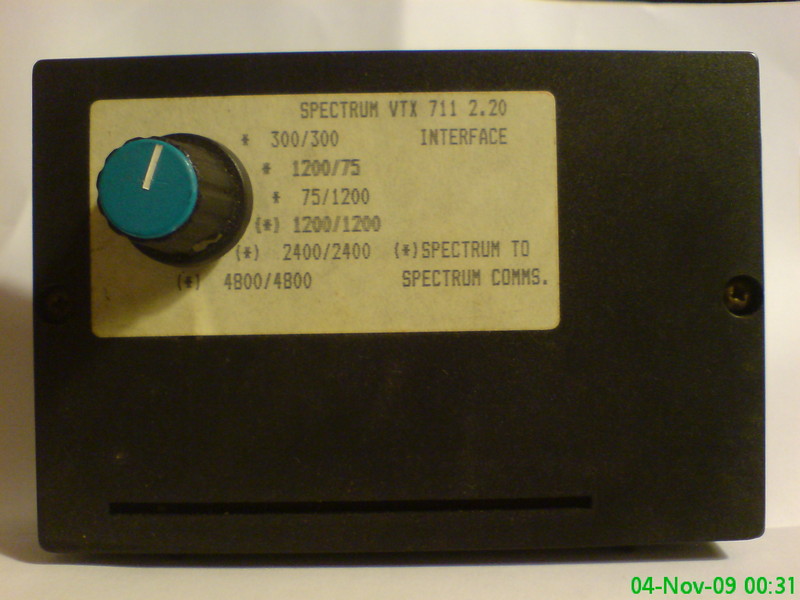 SPECTRUM VTX 711 2.20
* 300/300 INTERFACE
* 1200/75
* 75/1200
(*) 1200/1200
(*) 2400/2400 (*)SPECTRUM TO
(*) 4800/4800 SPECTRUM COMMS.
04-Nov-09 00:31